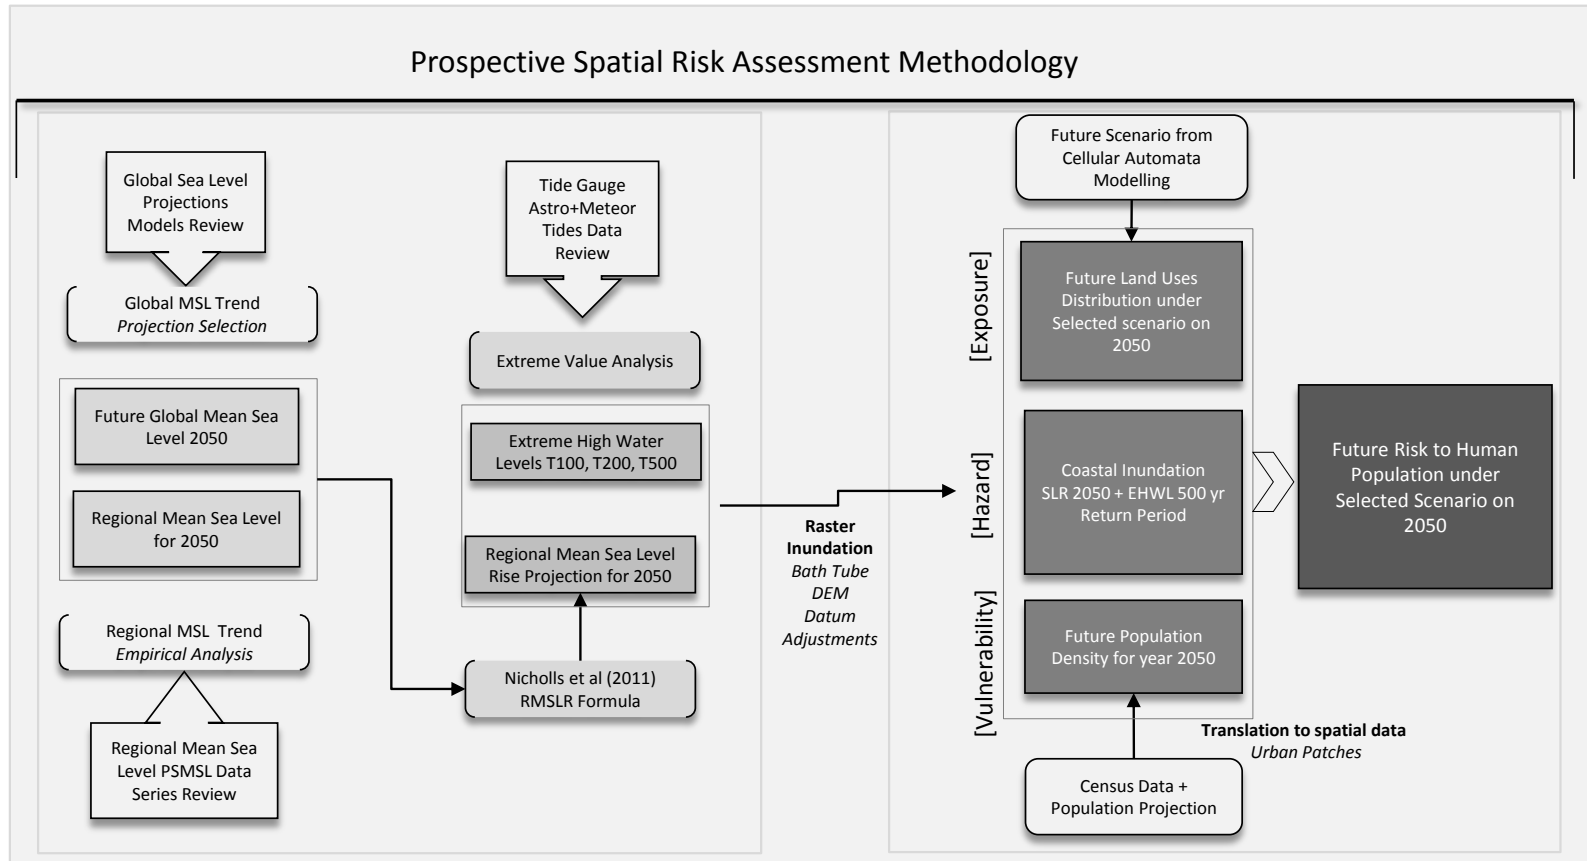 Prospective Spatial Risk Assessment Methodology
Global Sea Level
Projections
Models Review
Global MSL Trend
Projection Selection
Future Global Mean Sea
Level 2050
Regional Mean Sea Level
for 2050
Regional MSL Trend
Empirical Analysis
Regional Mean Sea
Level PSMSL Data
Series Review
Tide Gauge
Astro+Meteor
Tides Data
Review
Extreme Value Analysis
Extreme High Water
Levels T100, T200, T500
Regional Mean Sea Level
Rise Projection for 2050
Nicholls et al (2011)
RMSLR Formula
Raster
Inundation
Bath Tube
DEM
Datum
Adjustments
Future Scenario from
Cellular Automata
Modelling
[Exposure]
Future Land Uses
Distribution under
Selected scenario on
2050
[Hazard]
Coastal Inundation
SLR 2050 + EHWL 500 yr
Return Period
[Vulnerability]
Future Population
Density for year 2050
Translation to spatial data
Urban Patches
Census Data +
Population Projection
Future Risk to Human
Population under
Selected Scenario on
2050